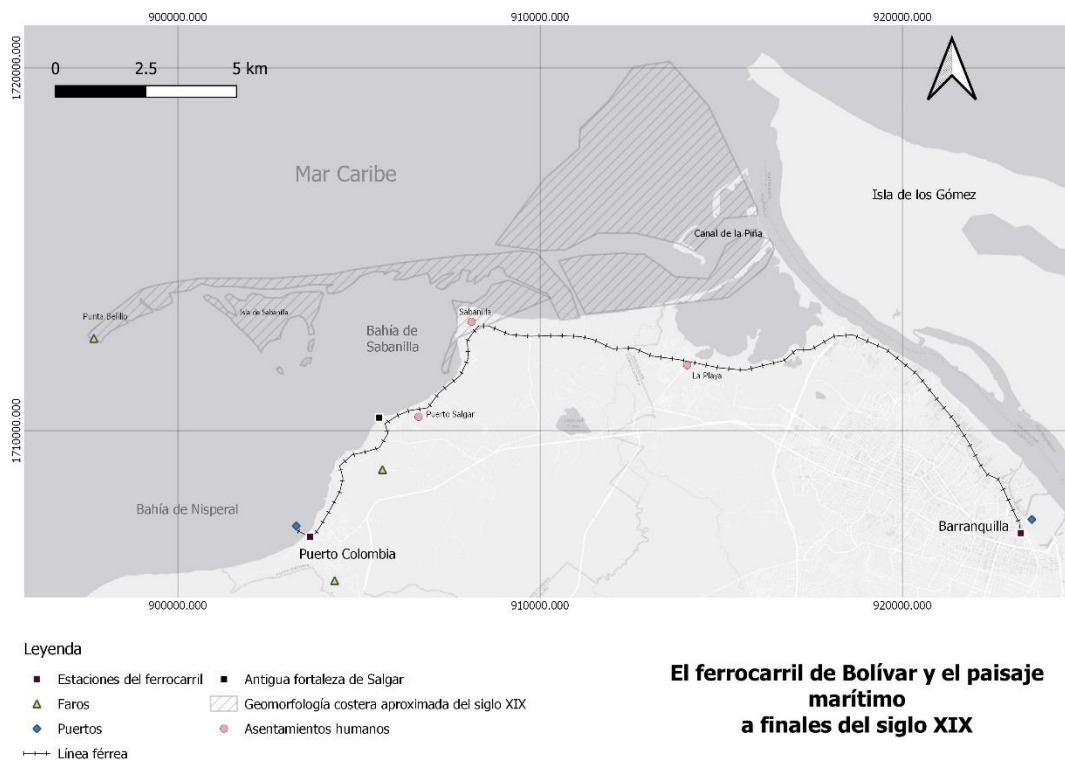 900000.000 910000.000 920000.000
1720000.000
0 2.5 5 km
Mar Caribe
Isla de los Gómez
Canal de la Piña
Punta Belillo
Isla de Sabanilla
Sabanilla
Bahía de
Sabanilla
La Playa
Puerto Salgar
1710000.000
Bahía de Nisperal
Barranquilla
Puerto Colombia
900000.000 910000.000 920000.000
Leyenda
Estaciones del ferrocarril
Antigua fortaleza de Salgar
Faros
Geomorfología costera aproximada del siglo XIX
Puertos
Asentamientos humanos
Línea férrea
El ferrocarril de Bolívar y el paisaje
marítimo
a finales del siglo XIX